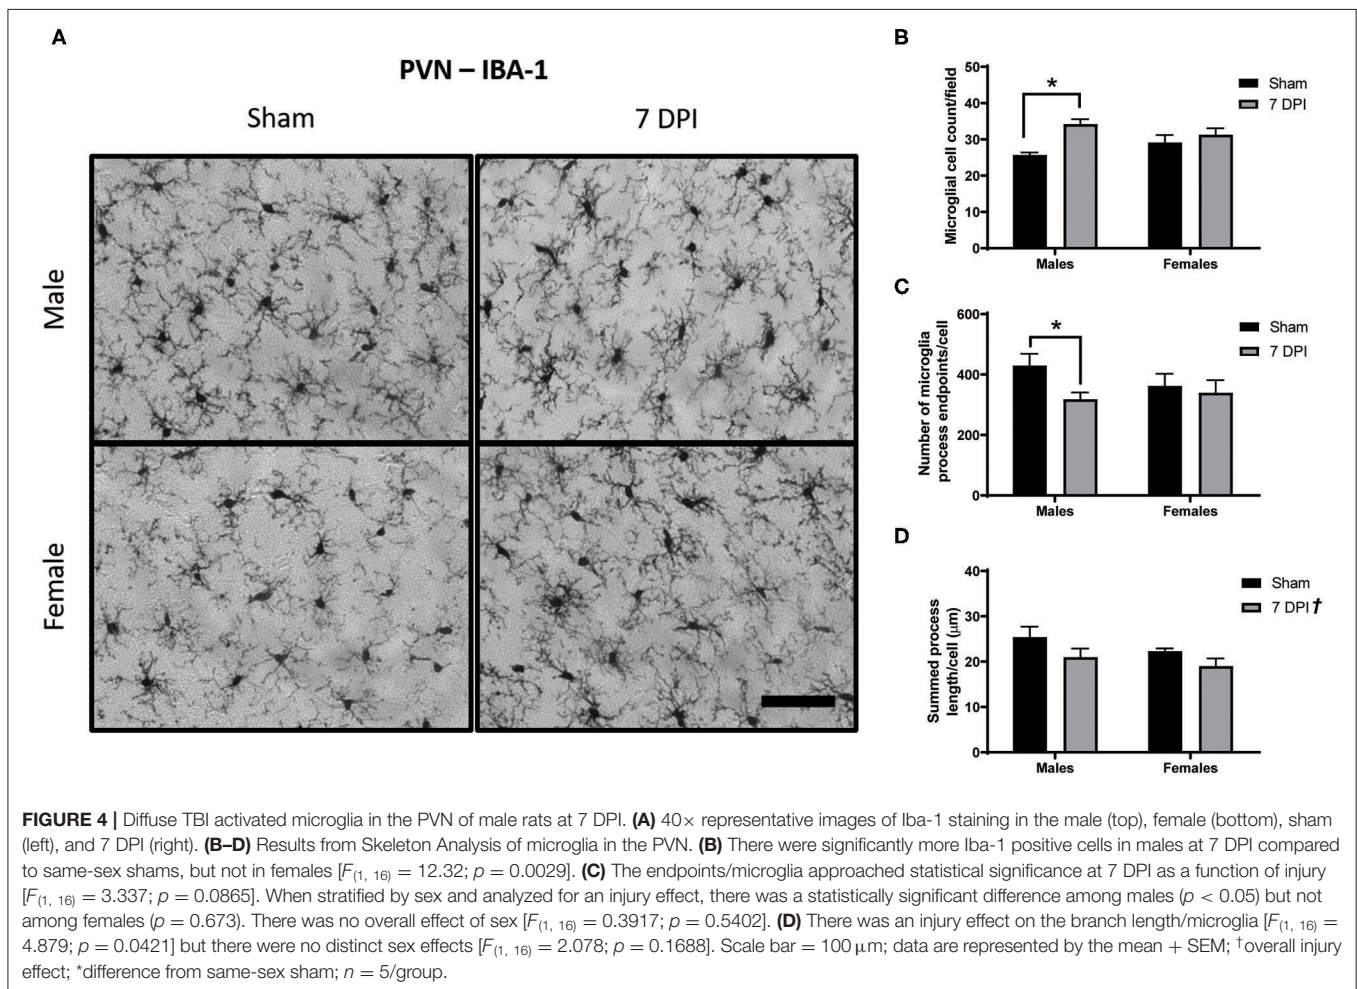 A
PVN – IBA-1
Sham
7 DPI
Male
Female
B
Microglial cell count/field
50
40
30
20
10
0
*
Sham
7 DPI
Males
Females
C
Number of microglia
process endpoints/cell
600
400
200
0
*
Sham
7 DPI
Males
Females
D
Summed process
length/cell (μm)
40
30
20
10
0
Sham
7 DPI†
Males
Females
FIGURE 4 | Diffuse TBI activated microglia in the PVN of male rats at 7 DPI. (A) 40× representative images of Iba-1 staining in the male (top), female (bottom), sham
(left), and 7 DPI (right). (B–D) Results from Skeleton Analysis of microglia in the PVN. (B) There were significantly more Iba-1 positive cells in males at 7 DPI compared
to same-sex shams, but not in females [F(1, 16) = 12.32; p = 0.0029]. (C) The endpoints/microglia approached statistical significance at 7 DPI as a function of injury
[F(1, 16) = 3.337; p = 0.0865]. When stratified by sex and analyzed for an injury effect, there was a statistically significant difference among males (p < 0.05) but not
among females (p = 0.673). There was no overall effect of sex [F(1, 16) = 0.3917; p = 0.5402]. (D) There was an injury effect on the branch length/microglia [F(1, 16) =
4.879; p = 0.0421] but there were no distinct sex effects [F(1, 16) = 2.078; p = 0.1688]. Scale bar = 100 μm; data are represented by the mean + SEM; †overall injury
effect; *difference from same-sex sham; n = 5/group.